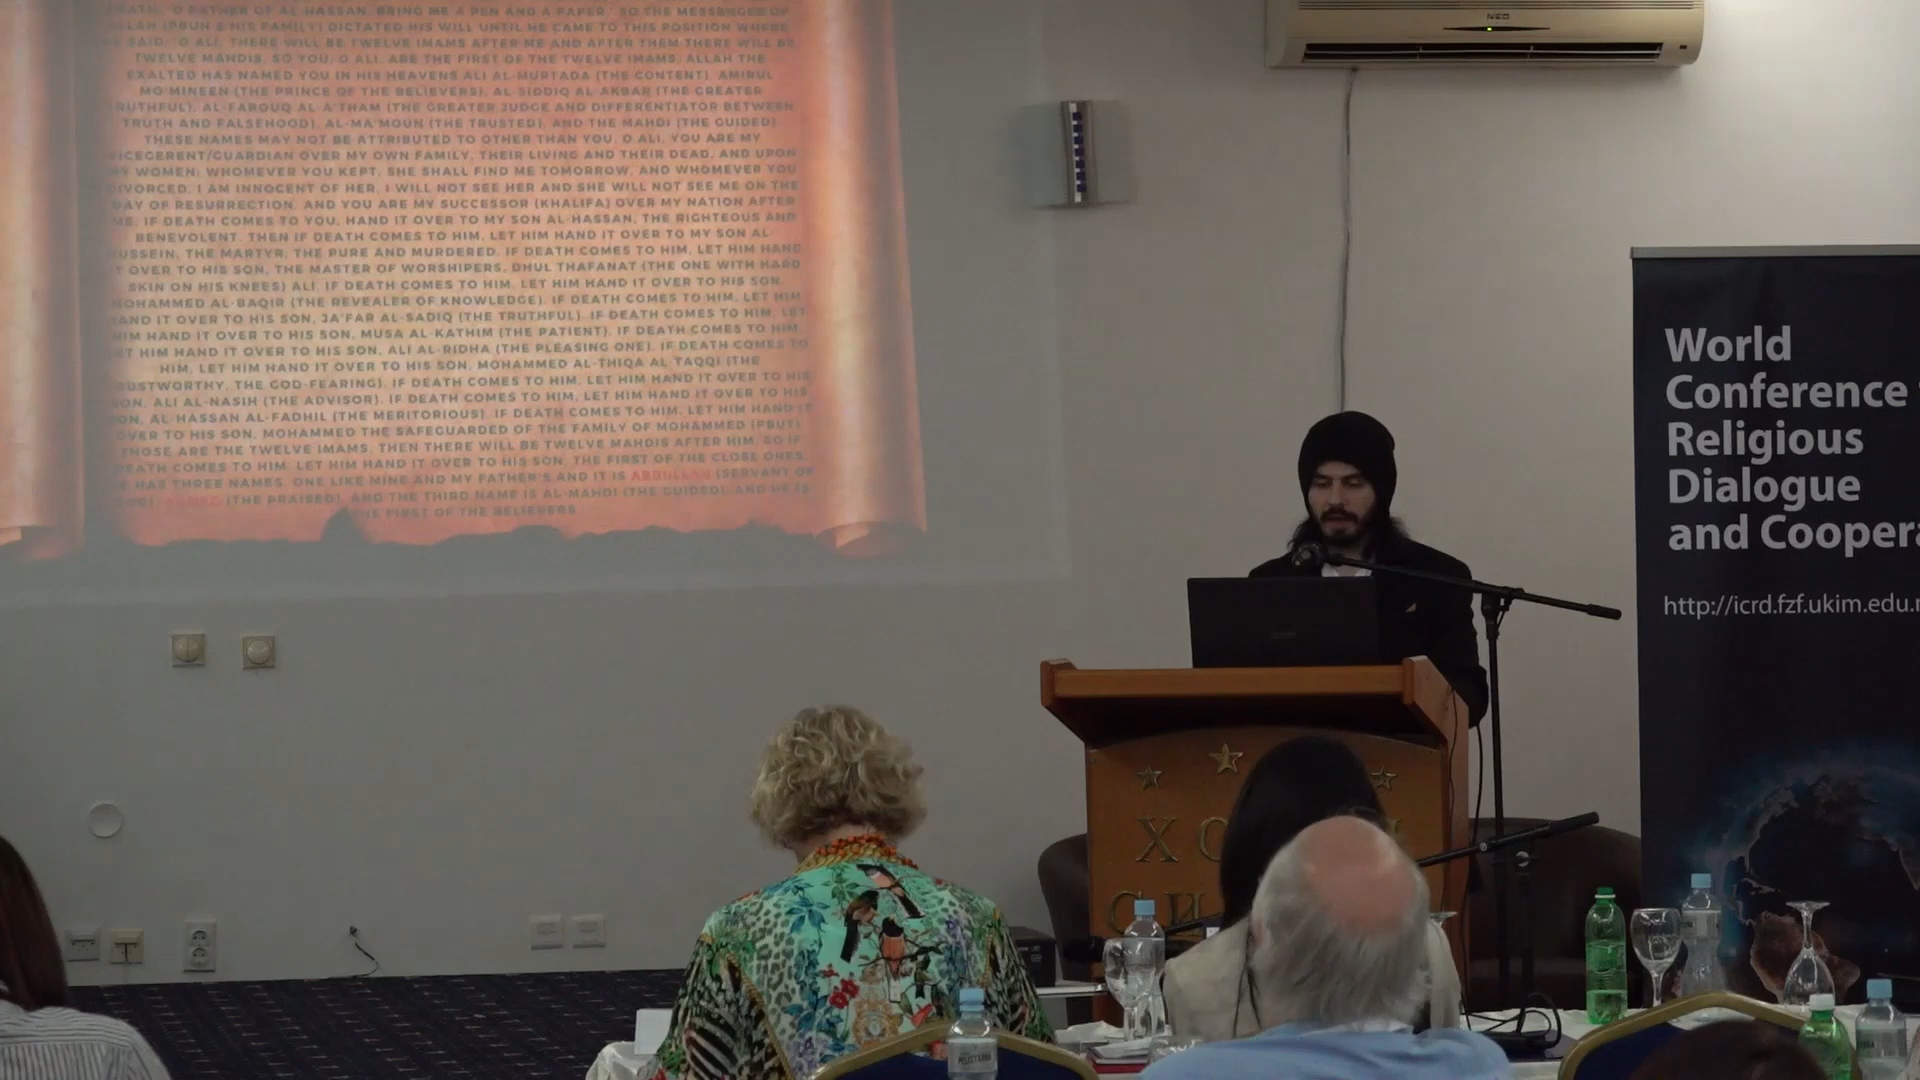 DEATH, "O FATHER OF AL-HASSAN, BRING ME A PEN AND A PAPER," SO THE MESSENGER OF
ALLAH (PBUH & HIS FAMILY) DICTATED HIS WILL UNTIL HE CAME TO THIS POSITION WHERE
SAID: "O ALI, THERE WILL BE TWELVE IMAMS AFTER ME AND AFTER THEM THERE WILL BE
TWELVE MAHDIS. SO YOU, O ALI, ARE THE FIRST OF THE TWELVE IMAMS. ALLAH THE
EXALTED HAS NAMED YOU IN HIS HEAVENS ALI AL-MURTADA (THE CONTENT), AMIRUL
MO'MINEEN (THE PRINCE OF THE BELIEVERS), AL SIDDIQ AL-AKBAR (THE GREATER
TRUTHFUL), AL-FAROUQ AL-A'THAM (THE GREATER JUDGE AND DIFFERENTIATOR BETWEEN
TRUTH AND FALSEHOOD), AL-MA'MOUN (THE TRUSTED), AND THE MAHDI (THE GUIDED).
THESE NAMES MAY NOT BE ATTRIBUTED TO OTHER THAN YOU. O ALI, YOU ARE MY
VICEGERENT/GUARDIAN OVER MY OWN FAMILY, THEIR LIVING AND THEIR DEAD, AND UPON
MY WOMEN; WHOMEVER YOU KEPT, SHE SHALL FIND ME TOMORROW, AND WHOMEVER YOU
DIVORCED, I AM INNOCENT OF HER, I WILL NOT SEE HER AND SHE WILL NOT SEE ME ON THE
DAY OF RESURRECTION. AND YOU ARE MY SUCCESSOR (KHALIFA) OVER MY NATION AFTER
ME. IF DEATH COMES TO YOU, HAND IT OVER TO MY SON AL-HASSAN, THE RIGHTEOUS AND
BENEVOLENT. THEN IF DEATH COMES TO HIM, LET HIM HAND IT OVER TO MY SON AL-
HUSSEIN, THE MARTYR, THE PURE AND MURDERED. IF DEATH COMES TO HIM, LET HIM HAND
IT OVER TO HIS SON, THE MASTER OF WORSHIPERS, DHUL THAFANAT (THE ONE WITH HARD
SKIN ON HIS KNEES) ALI. IF DEATH COMES TO HIM, LET HIM HAND IT OVER TO HIS SON,
MOHAMMED AL-BAQIR (THE REVEALER OF KNOWLEDGE). IF DEATH COMES TO HIM, LET HIM
HAND IT OVER TO HIS SON, JA'FAR AL-SADIQ (THE TRUTHFUL). IF DEATH COMES TO HIM, LET
HIM HAND IT OVER TO HIS SON, MUSA AL-KATHIM (THE PATIENT). IF DEATH COMES TO HIM,
LET HIM HAND IT OVER TO HIS SON, ALI AL-RIDHA (THE PLEASING ONE). IF DEATH COMES TO
HIM, LET HIM HAND IT OVER TO HIS SON, MOHAMMED AL-THIQA AL-TAQQI (THE
TRUSTWORTHY, THE GOD-FEARING). IF DEATH COMES TO HIM, LET HIM HAND IT OVER TO HIS
SON, ALI AL-NASIH (THE ADVISOR). IF DEATH COMES TO HIM, LET HIM HAND IT OVER TO HIS
SON, AL-HASSAN AL-FADHIL (THE MERITORIOUS). IF DEATH COMES TO HIM, LET HIM HAND IT
OVER TO HIS SON, MOHAMMED THE SAFEGUARDED OF THE FAMILY OF MOHAMMED (PBUT)
THOSE ARE THE TWELVE IMAMS. THEN THERE WILL BE TWELVE MAHDIS AFTER HIM. SO IF
DEATH COMES TO HIM, LET HIM HAND IT OVER TO HIS SON, THE FIRST OF THE CLOSE ONES,
HE HAS THREE NAMES, ONE LIKE MINE AND MY FATHER'S AND IT IS ABDULLAH (SERVANT OF
GOD), AHMED (THE PRAISED), AND THE THIRD NAME IS AL-MAHDI (THE GUIDED), AND HE IS
THE FIRST OF THE BELIEVERS
NEO
World
Conference
Religious
Dialogue
and Coopera
http://icrd.fzf.ukim.edu.